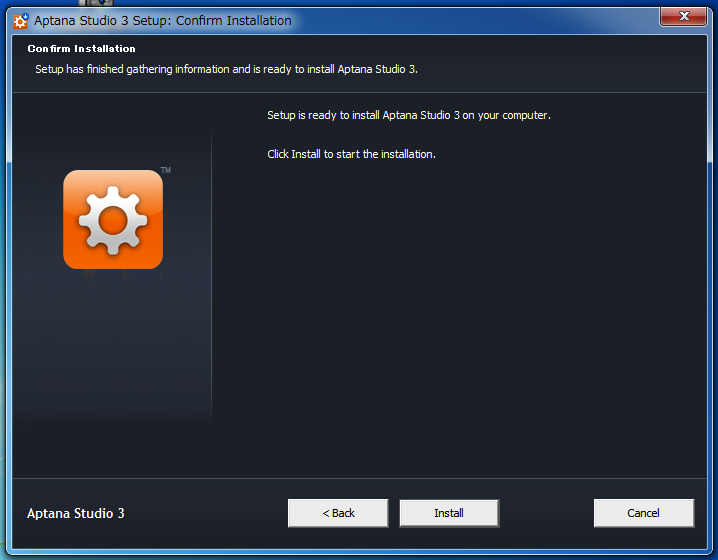 Aptana Studio 3 Setup: Confirm Installation
Confirm Installation
Setup has finished gathering information and is ready to install Aptana Studio 3.
Setup is ready to install Aptana Studio 3 on your computer.
Click Install to start the installation.
TM
Aptana Studio 3
< Back
Install
Cancel